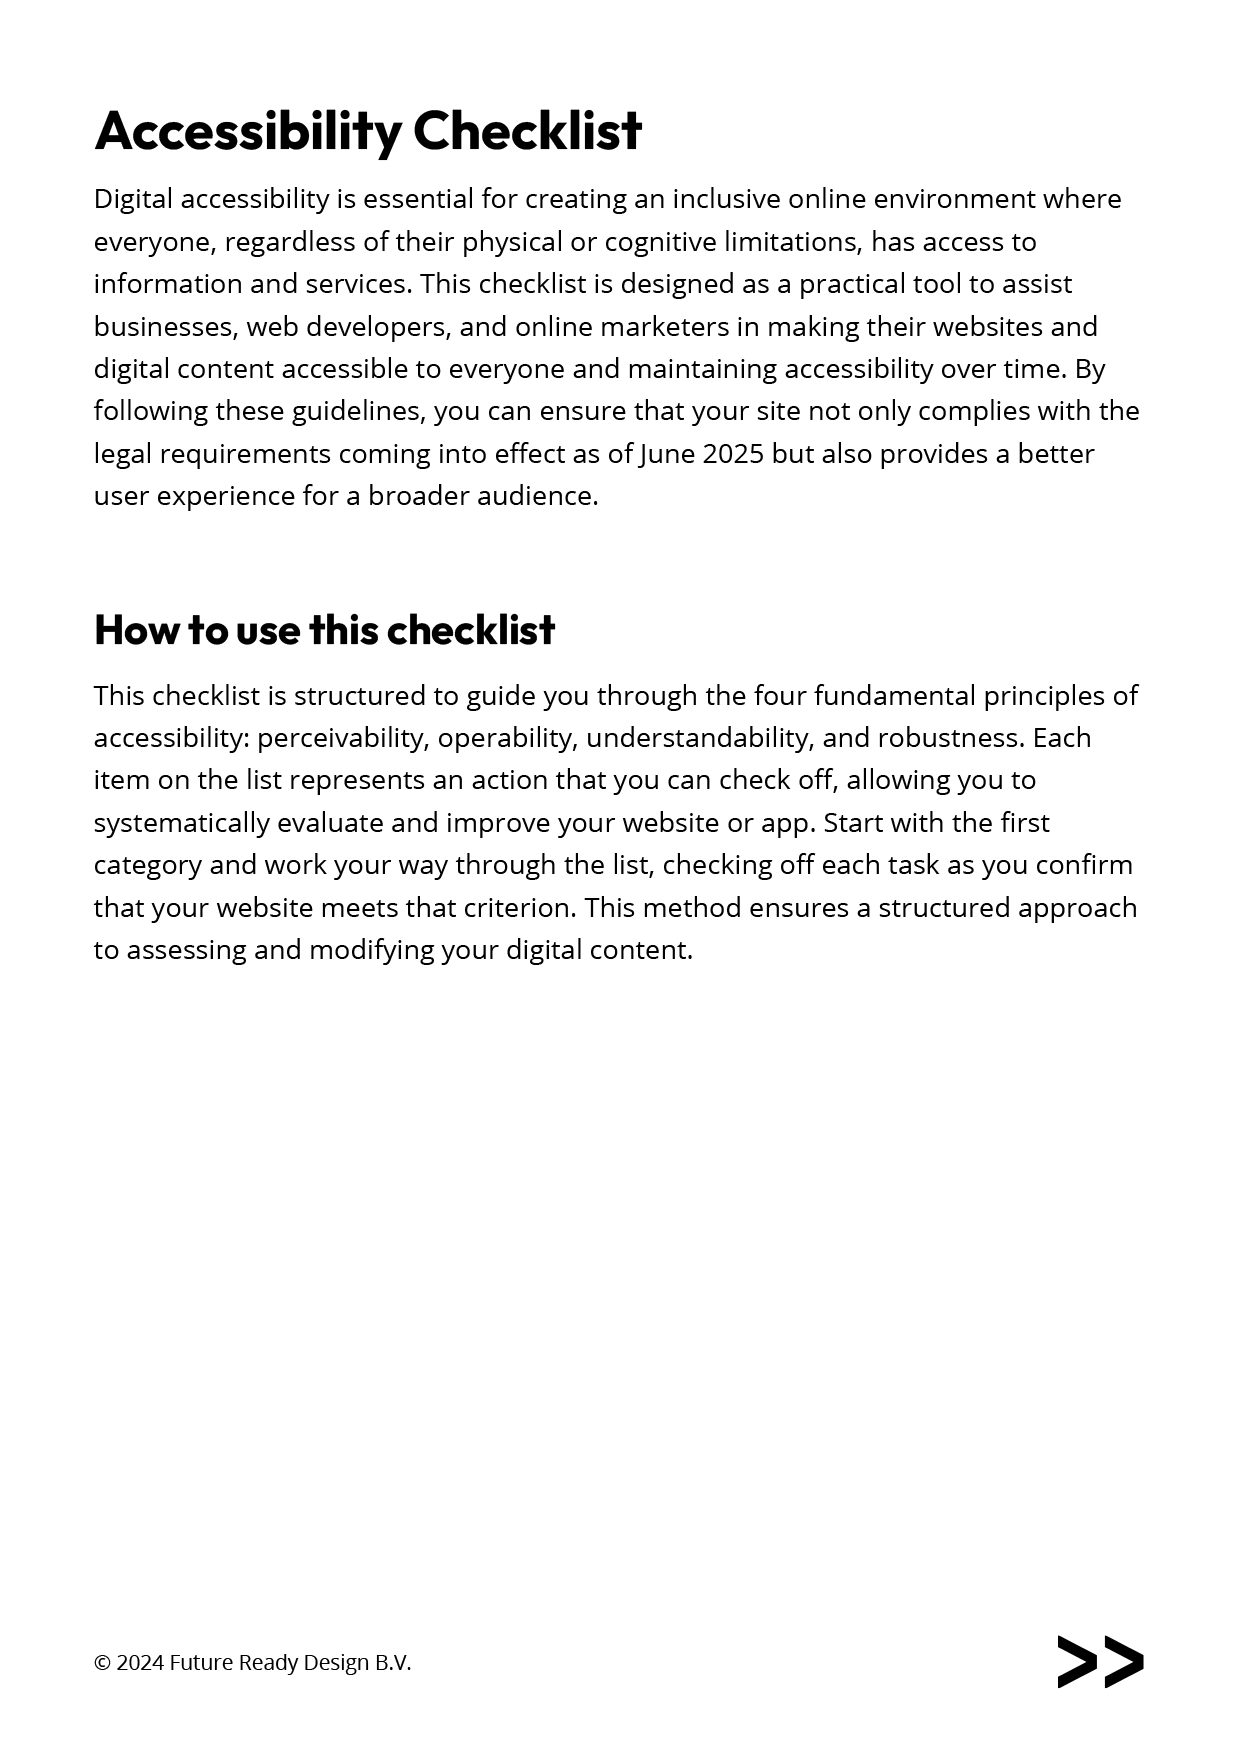 Accessibility Checklist
Digital accessibility is essential for creating an inclusive online environment where
everyone, regardless of their physical or cognitive limitations, has access to
information and services. This checklist is designed as a practical tool to assist
businesses, web developers, and online marketers in making their websites and
digital content accessible to everyone and maintaining accessibility over time. By
following these guidelines, you can ensure that your site not only complies with the
legal requirements coming into effect as of June 2025 but also provides a better
user experience for a broader audience.
How to use this checklist
This checklist is structured to guide you through the four fundamental principles of
accessibility: perceivability, operability, understandability, and robustness. Each
item on the list represents an action that you can check off, allowing you to
systematically evaluate and improve your website or app. Start with the first
category and work your way through the list, checking off each task as you confirm
that your website meets that criterion. This method ensures a structured approach
to assessing and modifying your digital content.
© 2024 Future Ready Design B.V.
>>